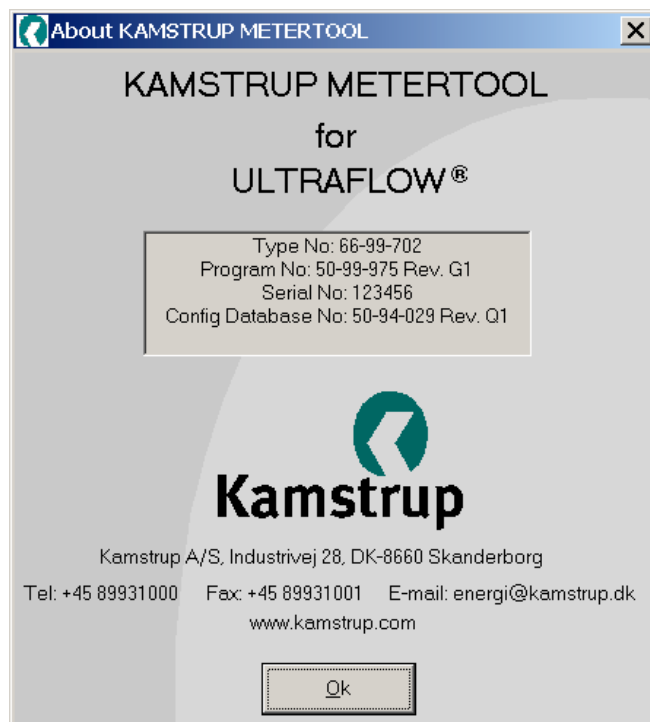 About KAMSTRUP METERTOOL
KAMSTRUP METERTOOL
for
ULTRAFLOW®
Type No: 66-99-702
Program No: 50-99-975 Rev. G1
Serial No: 123456
Config Database No: 50-94-029 Rev. Q1
Kamstrup
Kamstrup A/S, Industrivej 28, DK-8660 Skanderborg
Tel: +45 89931000 Fax: +45 89931001 E-mail: energi@kamstrup.dk
www.kamstrup.com
Ok